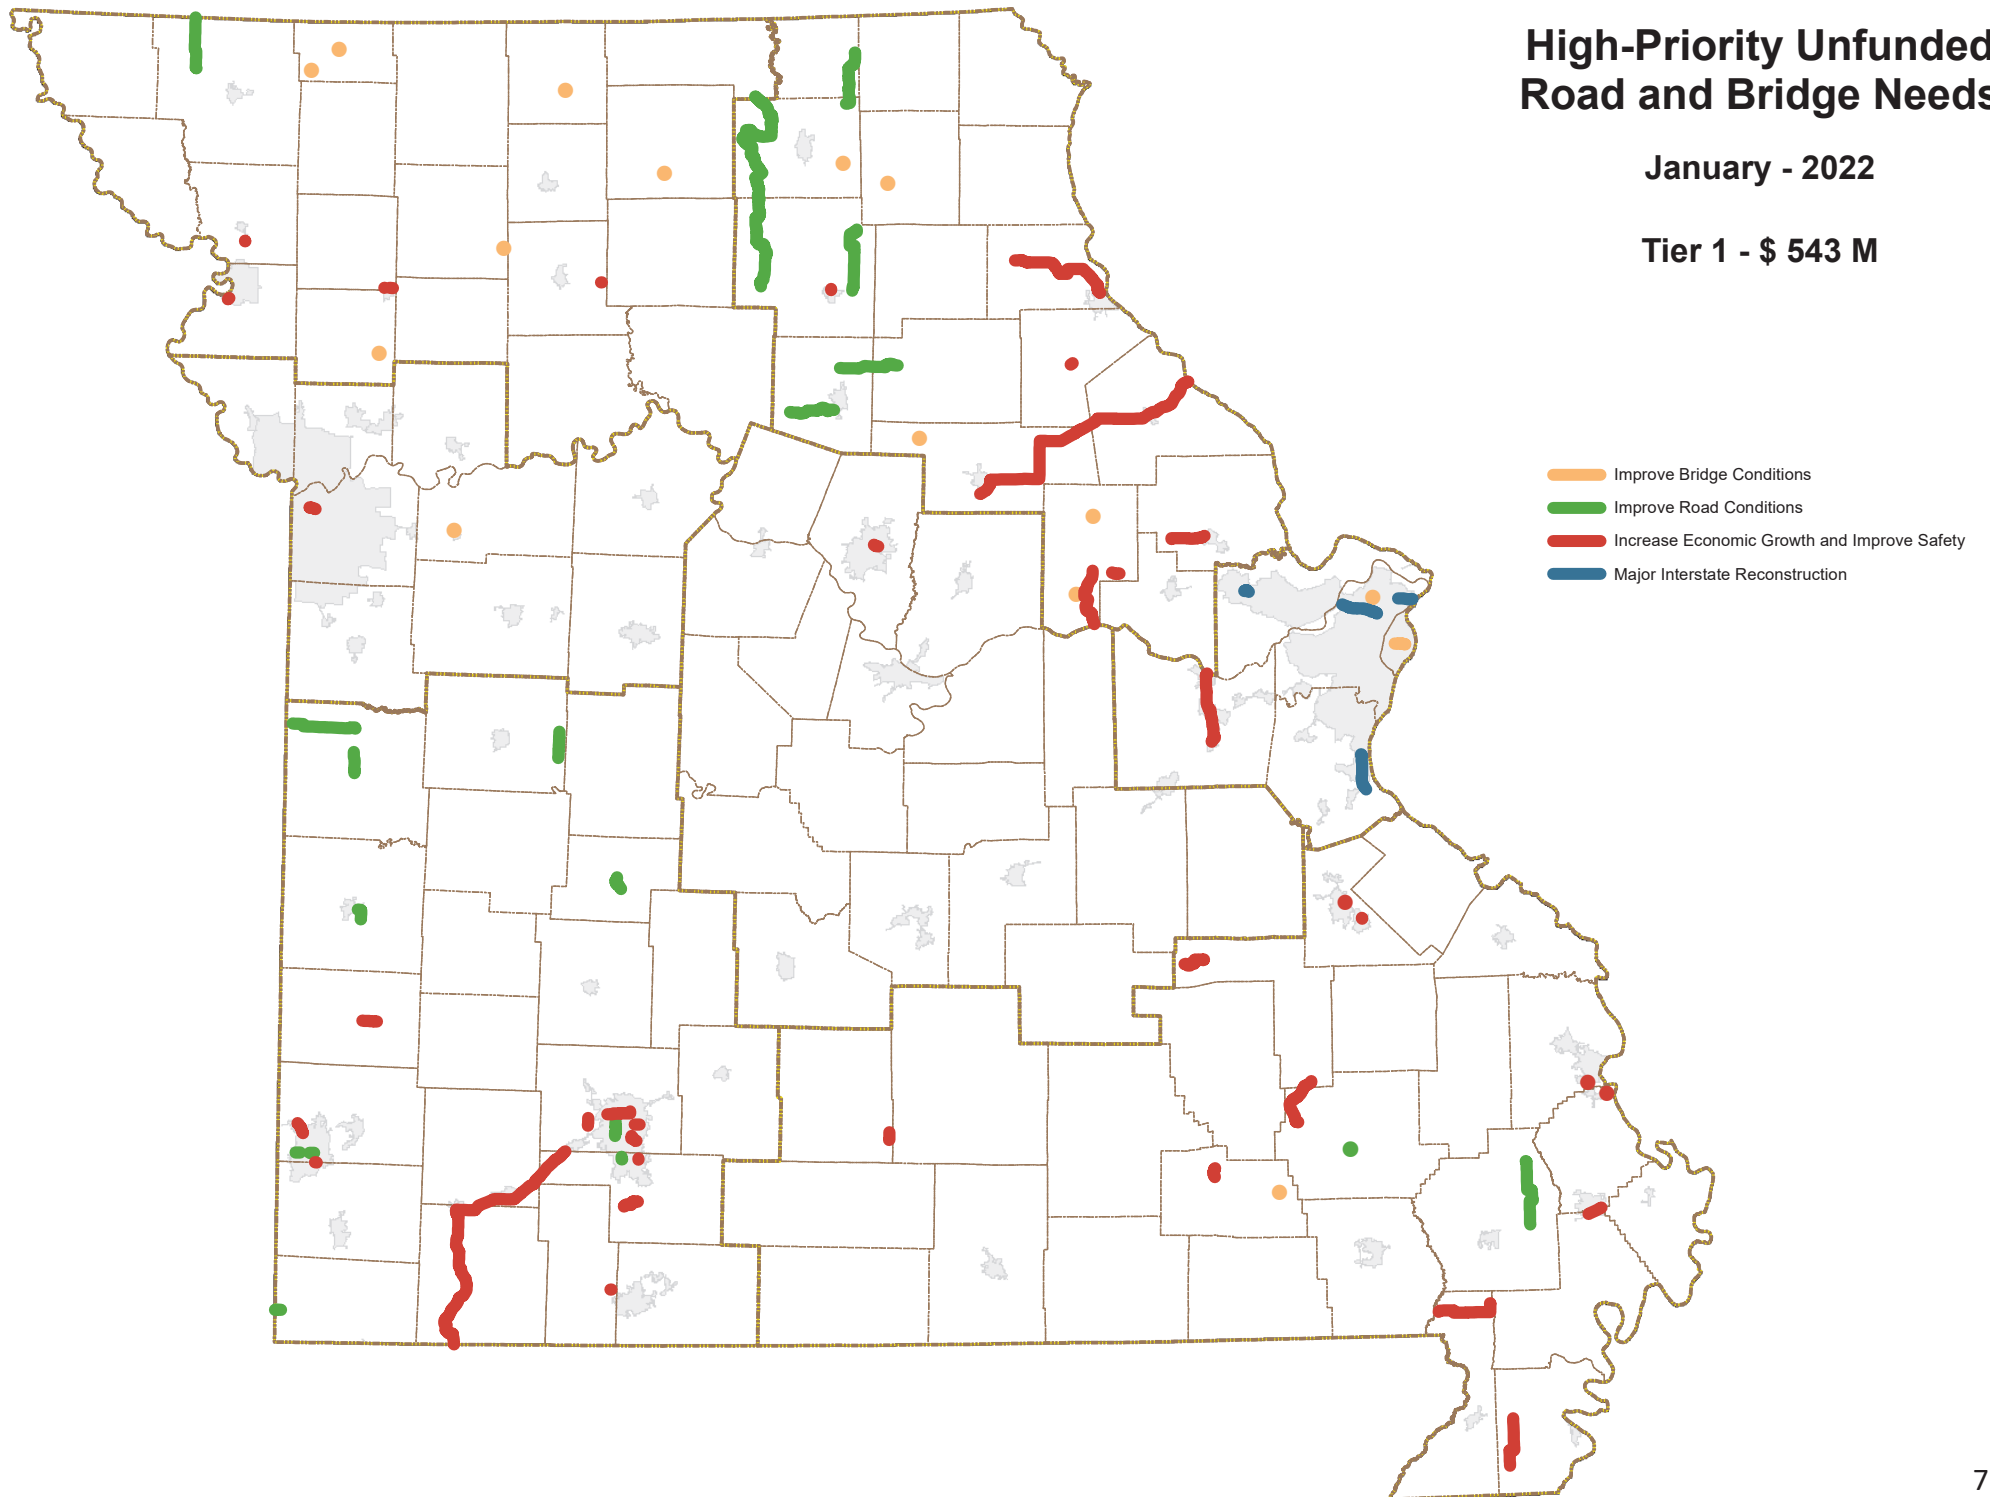 High-Priority Unfunded
Road and Bridge Needs
January - 2022
Tier 1 - $ 543 M
Improve Bridge Conditions
Improve Road Conditions
Increase Economic Growth and Improve Safety
Major Interstate Reconstruction
7